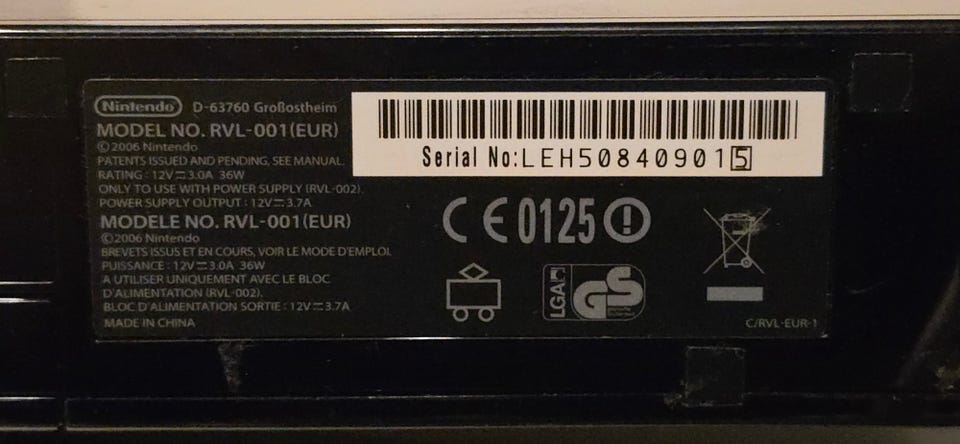 Nintendo D-63760 Großostheim
MODEL NO. RVL-001(EUR)
©2006 Nintendo
PATENTS ISSUED AND PENDING, SEE MANUAL.
RATING : 12V⎓3.0A 36W
ONLY TO USE WITH POWER SUPPLY (RVL-002).
POWER SUPPLY OUTPUT : 12V⎓3.7A
MODELE NO. RVL-001(EUR)
©2006 Nintendo
BREVETS ISSUS ET EN COURS, VOIR LE MODE D'EMPLOI.
PUISSANCE : 12V⎓3.0A 36W
A UTILISER UNIQUEMENT AVEC LE BLOC
D'ALIMENTATION (RVL-002).
BLOC D'ALIMENTATION SORTIE : 12V⎓3.7A
MADE IN CHINA
Serial No:LEH508409015
CE0125
LGA
GS
C/RVL-EUR-1